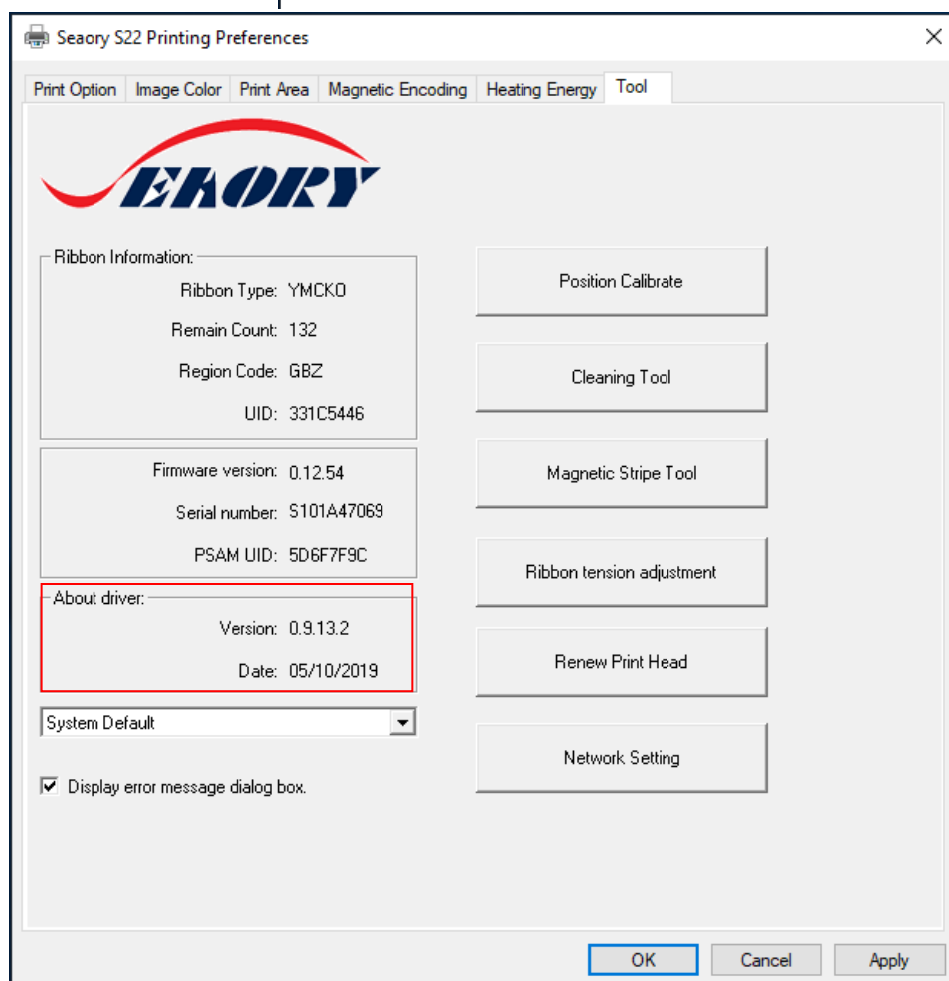 Seaory S22 Printing Preferences
Print Option Image Color Print Area Magnetic Encoding Heating Energy Tool
SEAORY
Ribbon Information:
Ribbon Type: YMCKO
Remain Count: 132
Region Code: GBZ
UID: 331C5446
Firmware version: 0.12.54
Serial number: S101A47069
PSAM UID: 5D6F7F9C
About driver:
Version: 0.9.13.2
Date: 05/10/2019
System Default
Display error message dialog box.
Position Calibrate
Cleaning Tool
Magnetic Stripe Tool
Ribbon tension adjustment
Renew Print Head
Network Setting
OK Cancel Apply